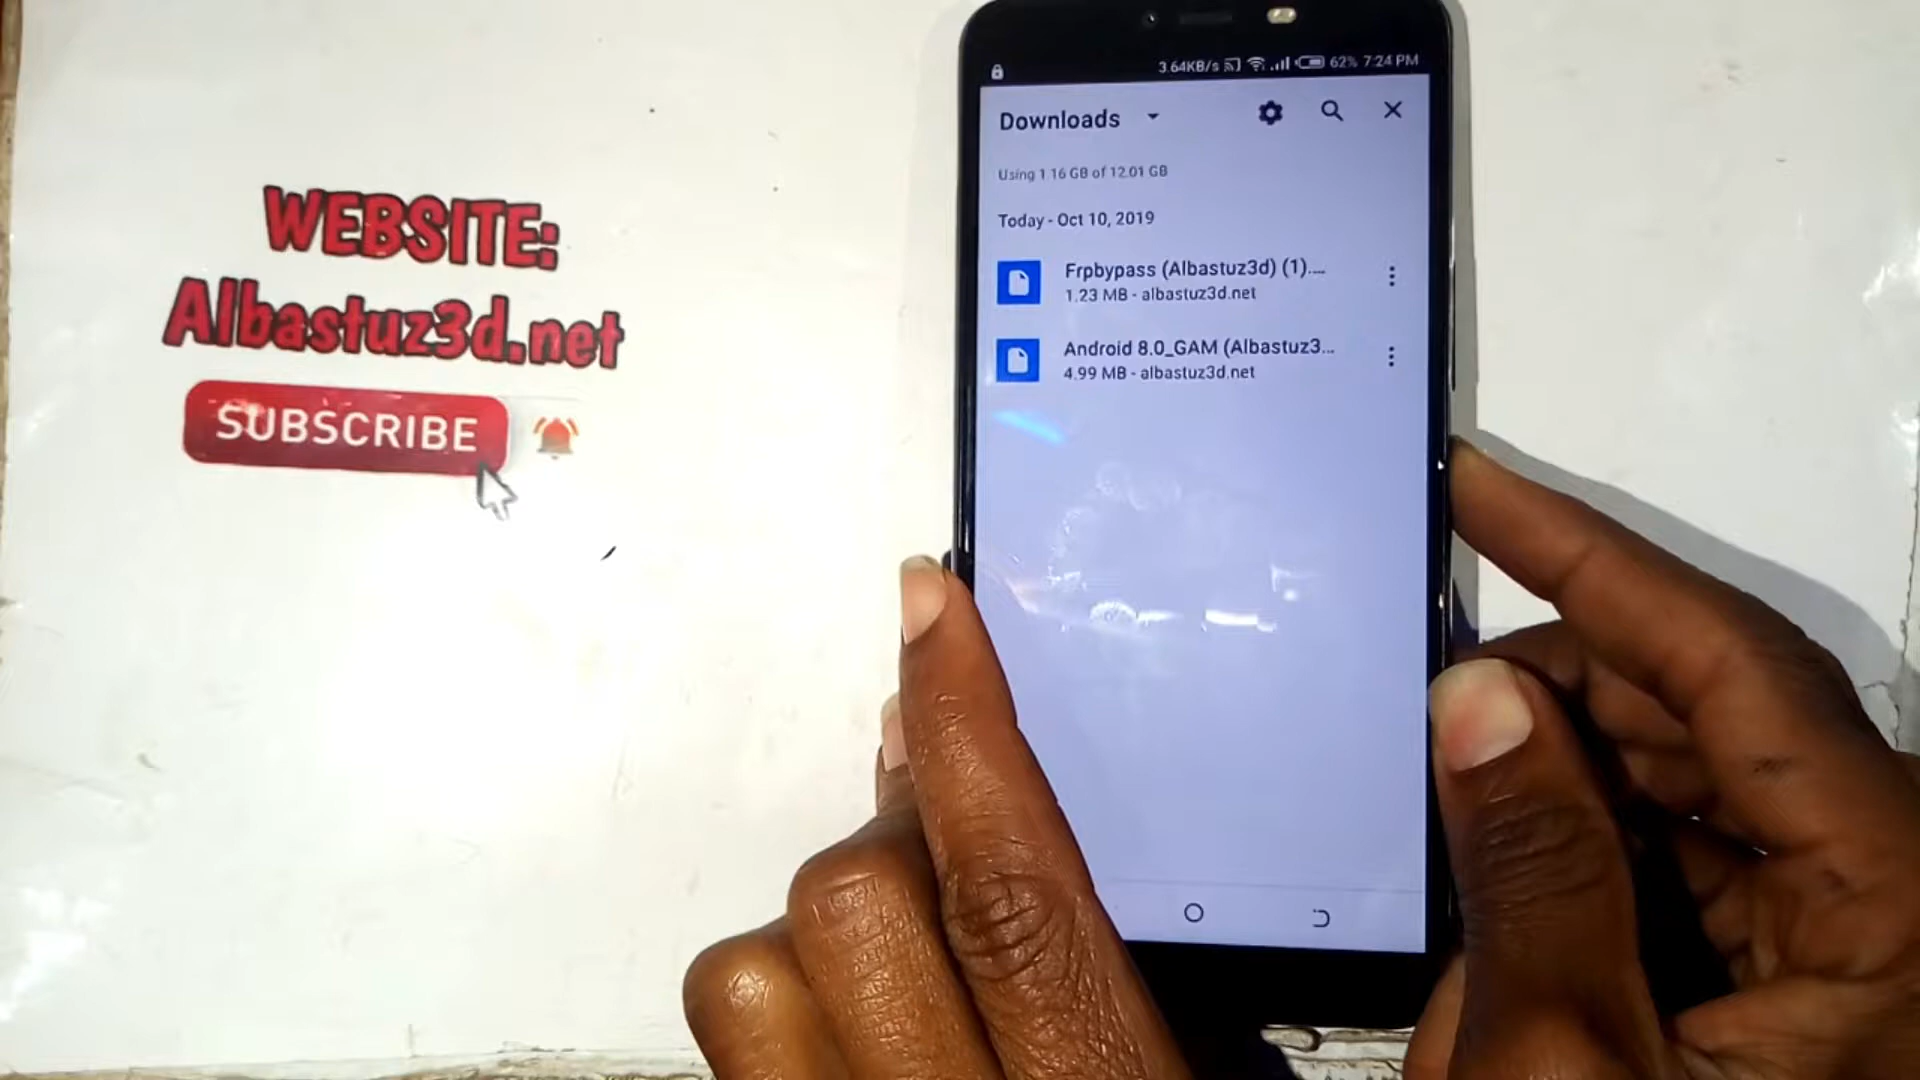 WEBSITE:
Albastuz3d.net
SUBSCRIBE
3.64KB/s 62% 7:24 PM
Downloads
Using 1.16 GB of 12.01 GB
Today - Oct 10, 2019
Frpbypass (Albastuz3d) (1)....
1.23 MB - albastuz3d.net
Android 8.0_GAM (Albastuz3...
4.99 MB - albastuz3d.net